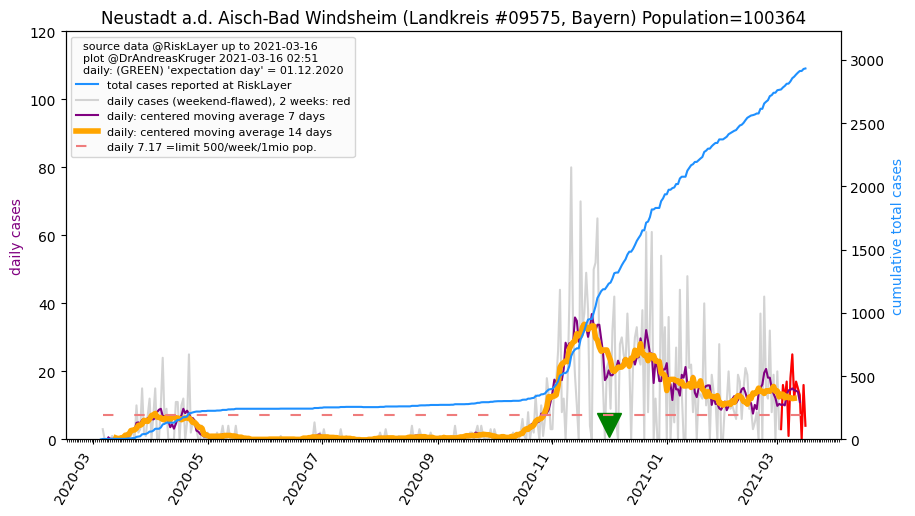 Neustadt a.d. Aisch-Bad Windsheim (Landkreis #09575, Bayern) Population=100364
source data @RiskLayer up to 2021-03-16
plot @DrAndreasKruger 2021-03-16 02:51
daily: (GREEN) 'expectation day' = 01.12.2020
total cases reported at RiskLayer
daily cases (weekend-flawed), 2 weeks: red
daily: centered moving average 7 days
daily: centered moving average 14 days
daily 7.17 =limit 500/week/1mio pop.
daily cases
120
100
80
60
40
20
0
cumulative total cases
3000
2500
2000
1500
1000
500
0
2020-03
2020-05
2020-07
2020-09
2020-11
2021-01
2021-03